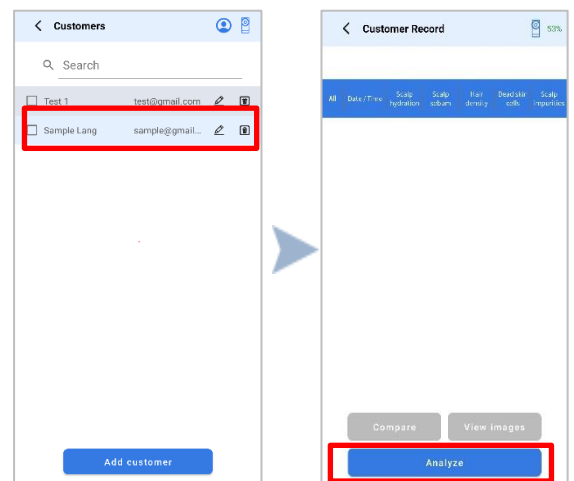 Customers
Search
Test 1 test@gmail.com
Sample Lang sample@gmail...
Add customer
Customer Record 53%
All Date / Time Scalp hydration Scalp sebum Hair density Dead skin cells Scalp impurities
Compare View images
Analyze